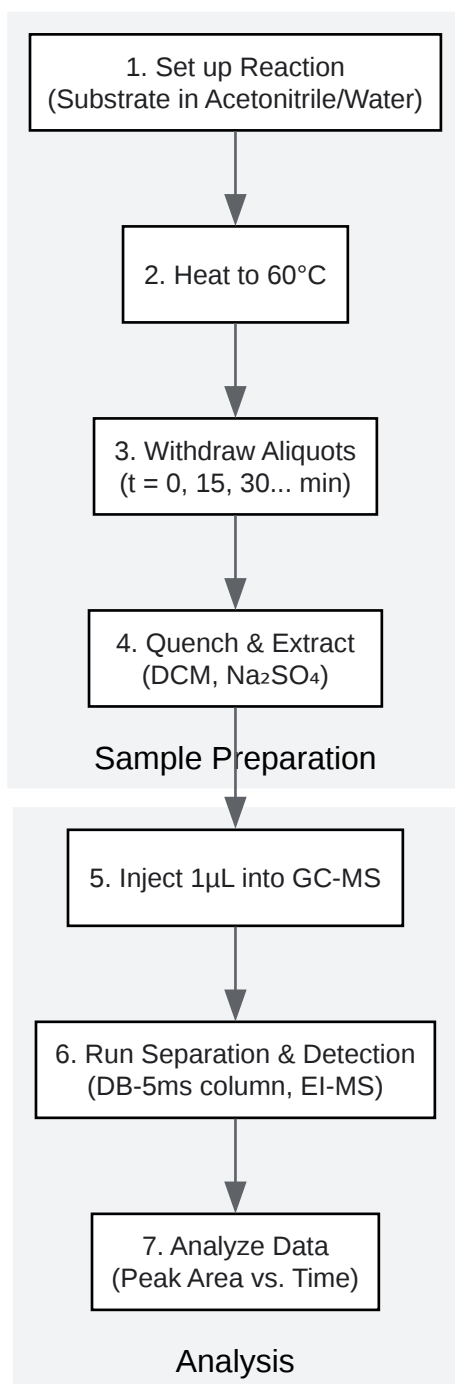 1. Set up Reaction
(Substrate in Acetonitrile/Water)
2. Heat to 60°C
3. Withdraw Aliquots
(t = 0, 15, 30... min)
4. Quench & Extract
(DCM, Na₂SO₄)
Sample Preparation
5. Inject 1µL into GC-MS
6. Run Separation & Detection
(DB-5ms column, EI-MS)
7. Analyze Data
(Peak Area vs. Time)
Analysis